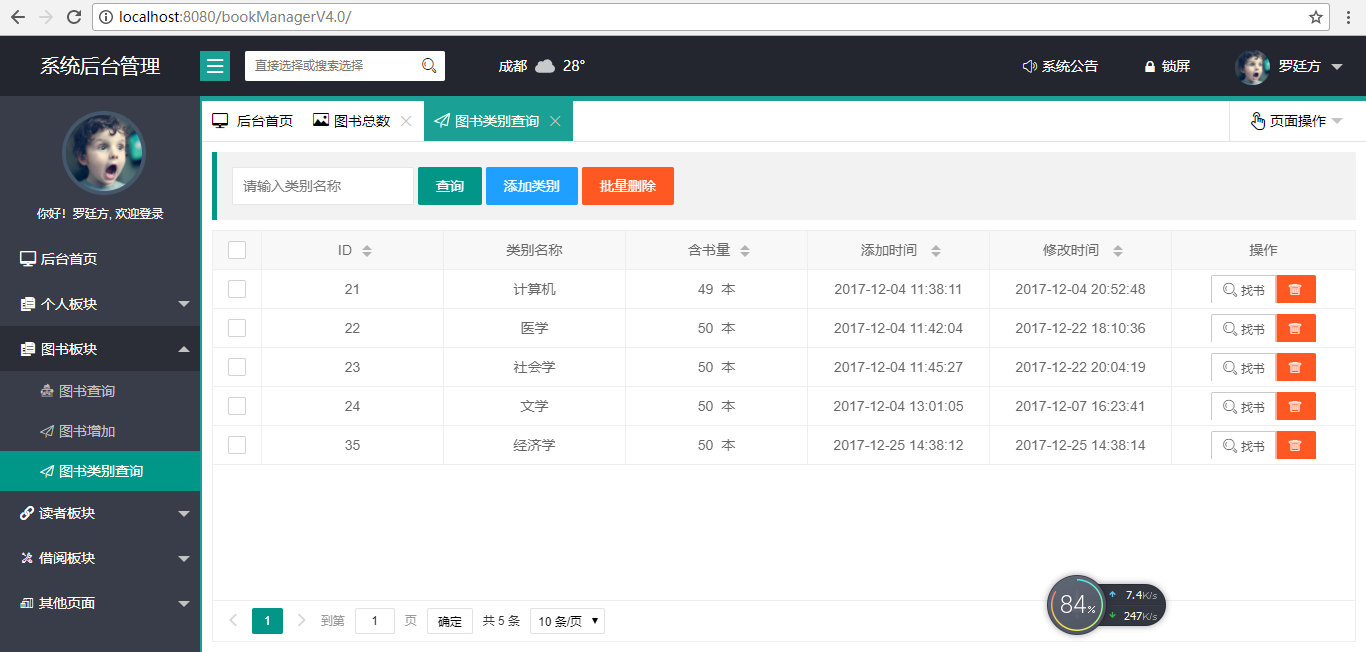 localhost:8080/bookManagerV4.0/
系统后台管理
直接选择或搜索选择
成都 28°
系统公告
锁屏
罗廷方
你好！罗廷方, 欢迎登录
后台首页
个人板块
图书板块
图书查询
图书增加
图书类别查询
读者板块
借阅板块
其他页面
后台首页
图书总数
图书类别查询
页面操作
请输入类别名称
查询
添加类别
批量删除
ID 类别名称 含书量 添加时间 修改时间 操作
21 计算机 49 本 2017-12-04 11:38:11 2017-12-04 20:52:48 找书
22 医学 50 本 2017-12-04 11:42:04 2017-12-22 18:10:36 找书
23 社会学 50 本 2017-12-04 11:45:27 2017-12-22 20:04:19 找书
24 文学 50 本 2017-12-04 13:01:05 2017-12-07 16:23:41 找书
35 经济学 50 本 2017-12-25 14:38:12 2017-12-25 14:38:14 找书
1 到第 1 页 确定 共 5 条 10 条/页
84%
7.4K/s
247K/s